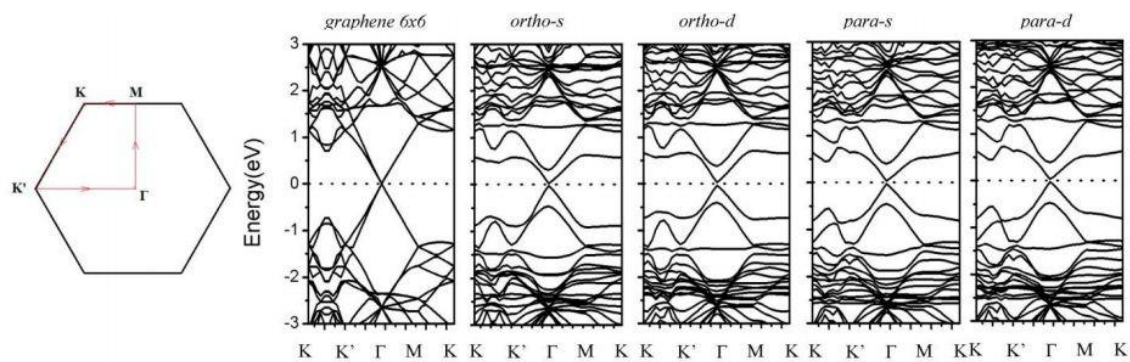 graphene 6x6 ortho-s ortho-d para-s para-d
K M
K' Γ
Energy(eV)
3
2
1
0
-1
-2
-3
K K' Γ M K K K' Γ M K K K' Γ M K K K' Γ M K K K' Γ M K